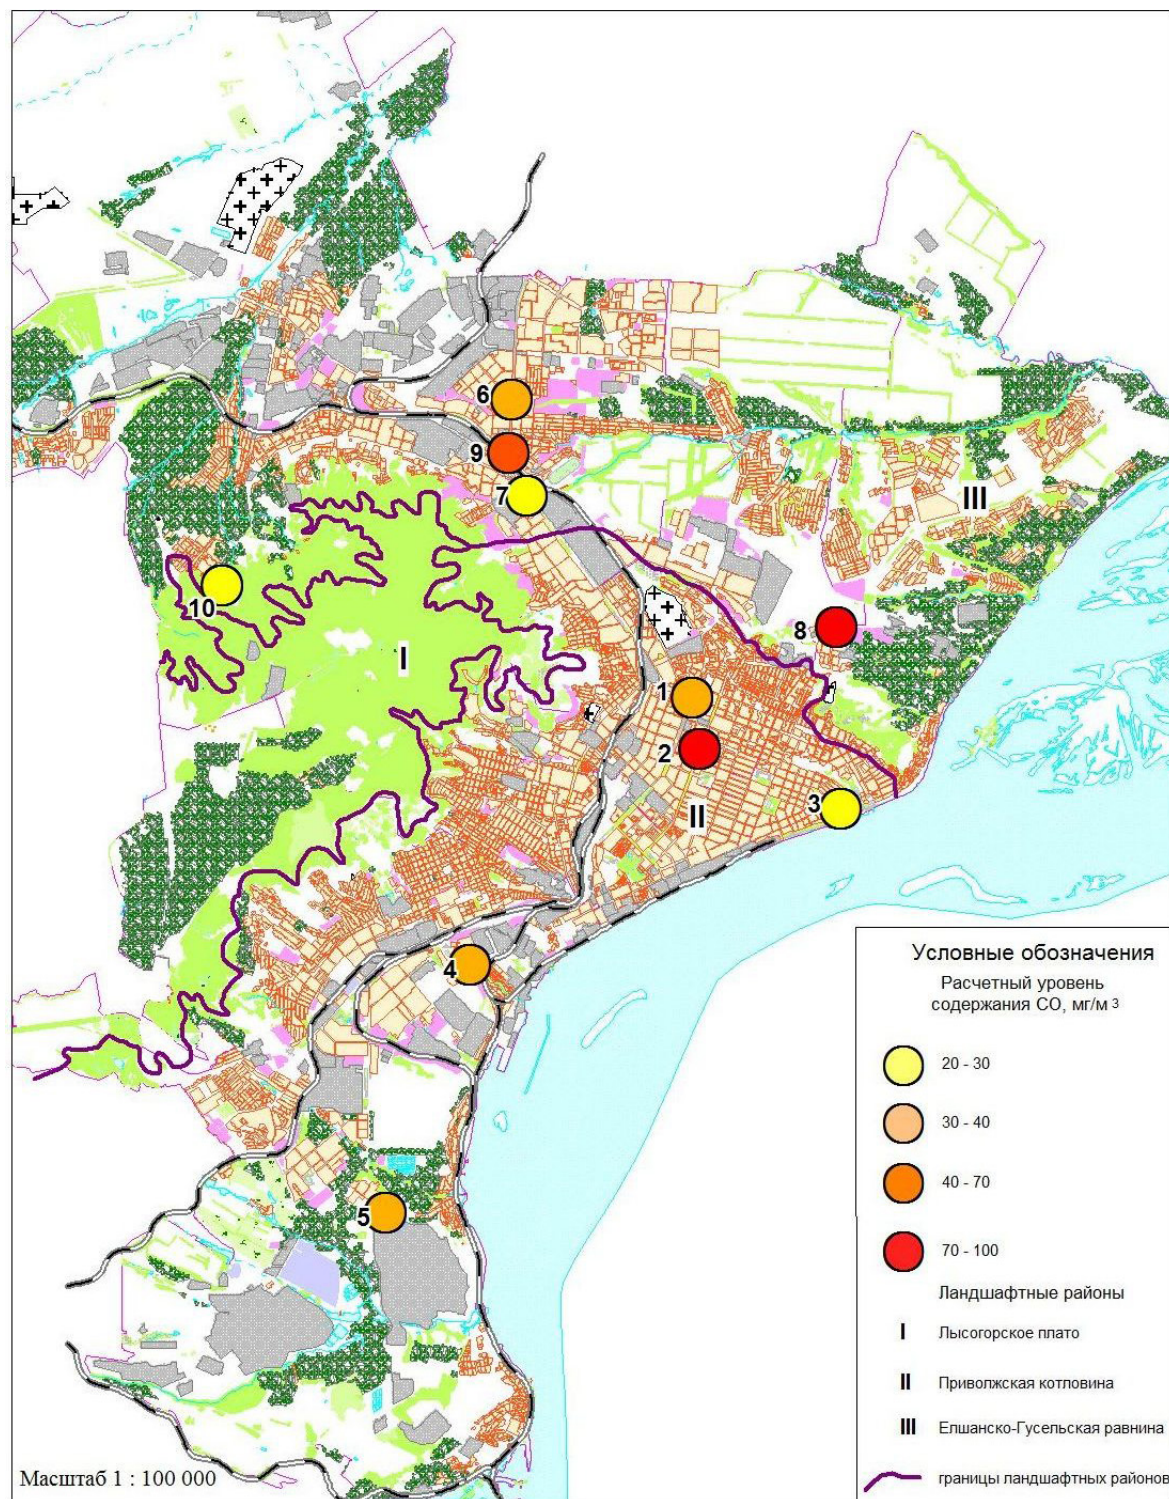 6
9
7
III
10
8
I
1
2
3
II
4
5
Условные обозначения
Расчетный уровень
содержания СО, мг/м 3
20 - 30
30 - 40
40 - 70
70 - 100
Ландшафтные районы
I Лысогорское плато
II Приволжская котловина
III Елшанско-Гусельская равнина
границы ландшафтных районов
Масштаб 1 : 100 000